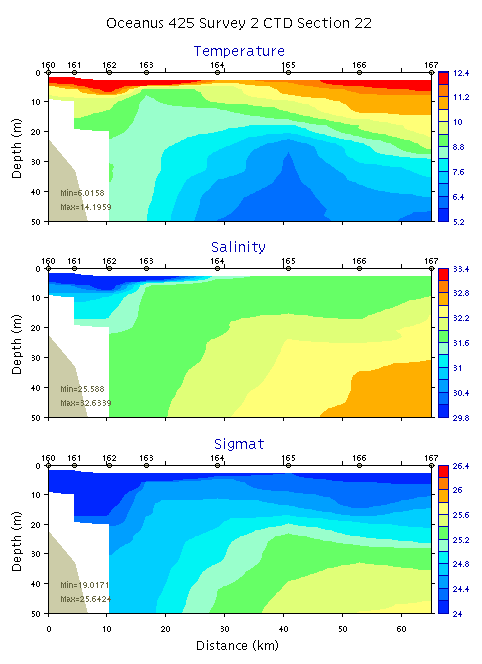 Oceanus 425 Survey 2 CTD Section 22
Temperature
160 161 162 163 164 165 166 167
0
10
20
30
40
50
Depth (m)
Min=6.0158
Max=14.1959
12.4
11.2
10
8.8
7.6
6.4
5.2
Salinity
160 161 162 163 164 165 166 167
0
10
20
30
40
50
Depth (m)
Min=25.588
Max=32.6339
33.4
32.8
32.2
31.6
31
30.4
29.8
Sigmat
160 161 162 163 164 165 166 167
0
10
20
30
40
50
Depth (m)
Min=19.0171
Max=25.6424
26.4
26
25.6
25.2
24.8
24.4
24
0 10 20 30 40 50 60
Distance (km)